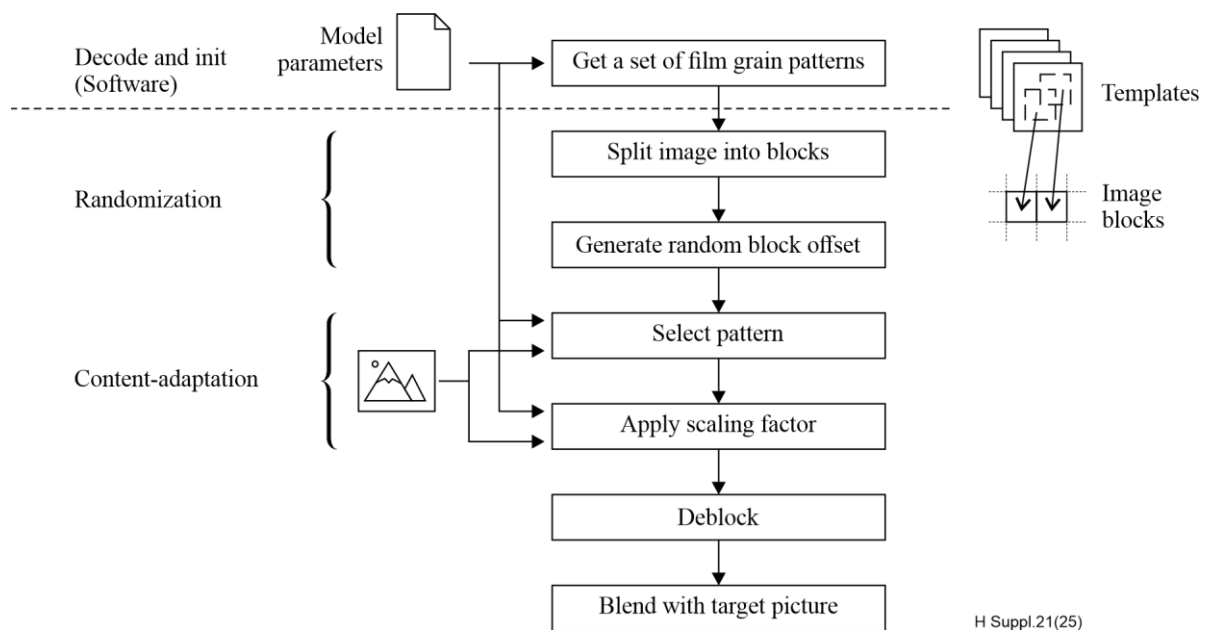 Model
parameters
Decode and init
(Software)
Get a set of film grain patterns
Templates
Split image into blocks
Randomization
Image
blocks
Generate random block offset
Select pattern
Content-adaptation
Apply scaling factor
Deblock
Blend with target picture
H Suppl.21(25)